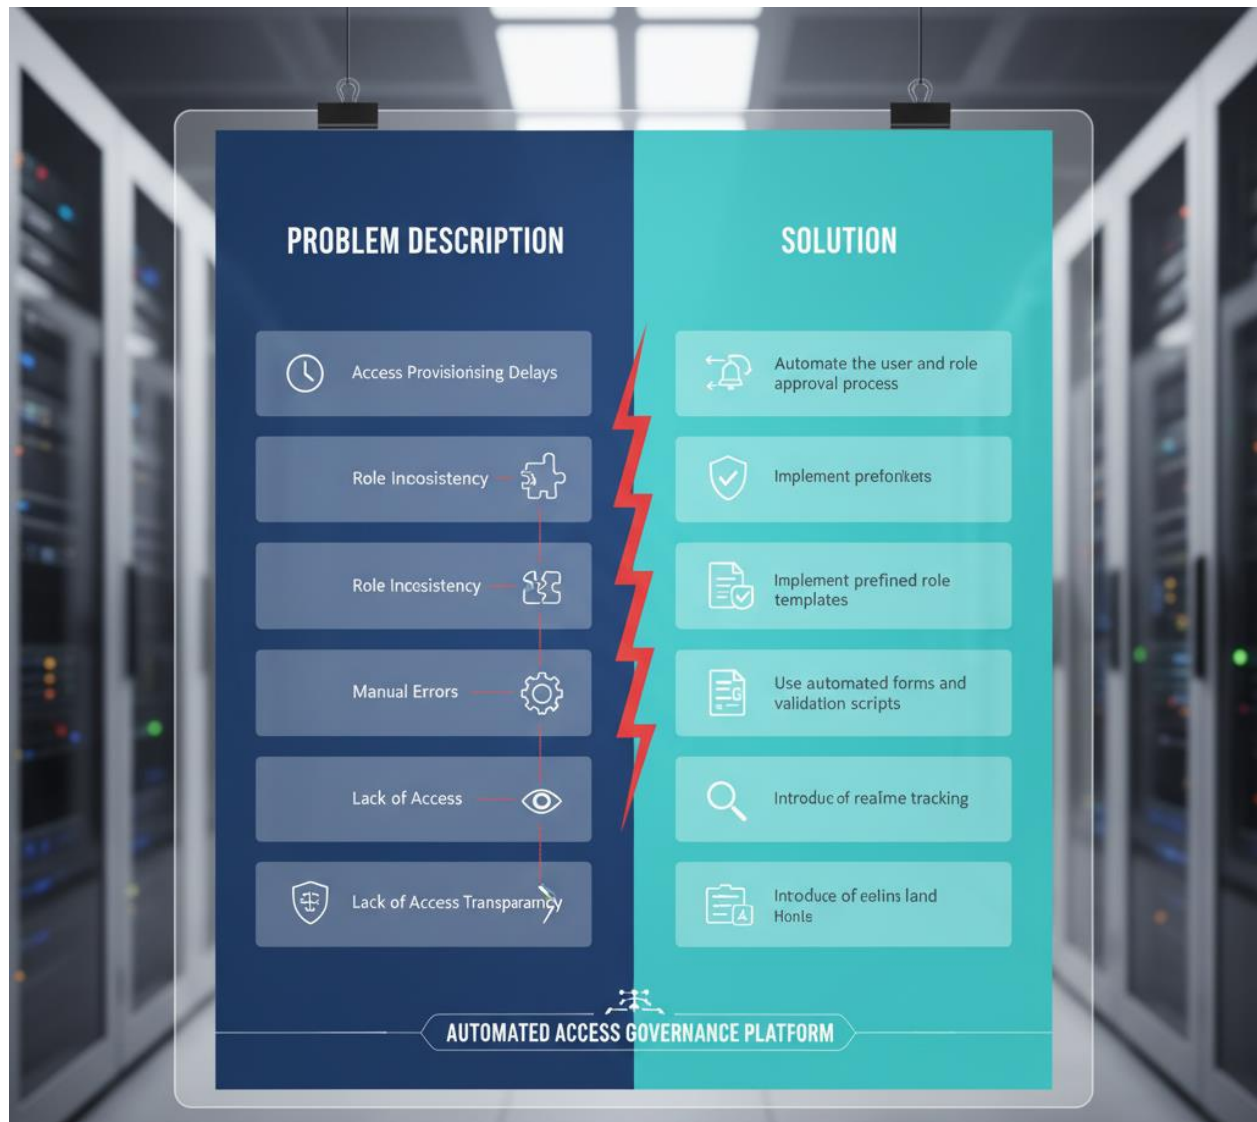 PROBLEM DESCRIPTION
SOLUTION
Access Provisionsing Delays
Automate the user and role
approval process
Role Incosistency
Implement prefonkets
Role Incesistency
Implement prefined role
templates
Manual Errors
Use automated forms and
validation scripts
Lack of Access
Introduc of realme tracking
Lack of Access Transparamcy
Intoduce of eelins land
Honls
AUTOMATED ACCESS GOVERNANCE PLATFORM